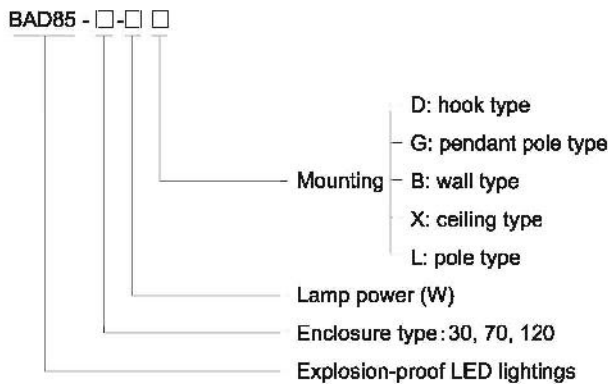 BAD85 - □ - □ □
D: hook type
G: pendant pole type
Mounting
B: wall type
X: ceiling type
L: pole type
Lamp power (W)
Enclosure type: 30, 70, 120
Explosion-proof LED lightings